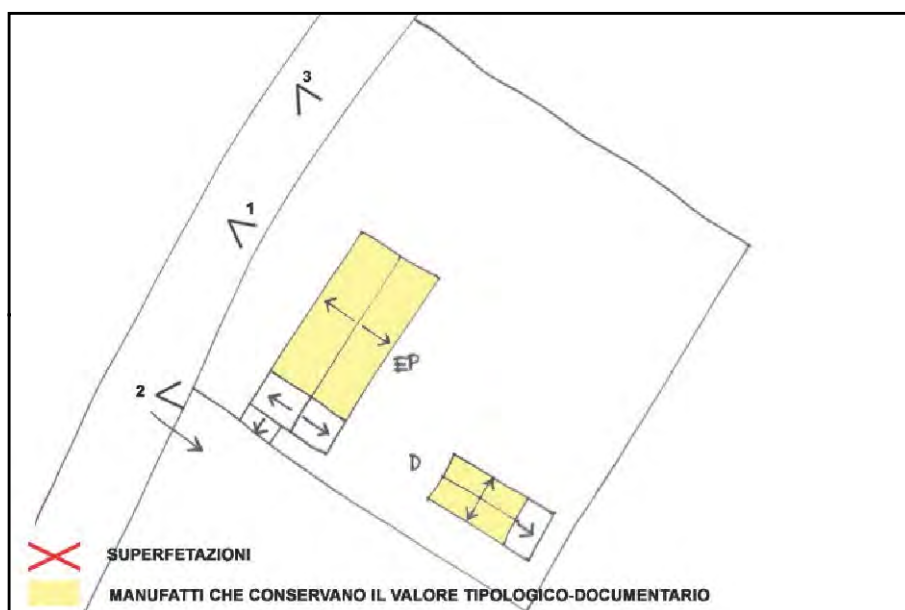 3
1
2
EP
D
SUPERFETAZIONI
MANUFATTI CHE CONSERVANO IL VALORE TIPOLOGICO-DOCUMENTARIO